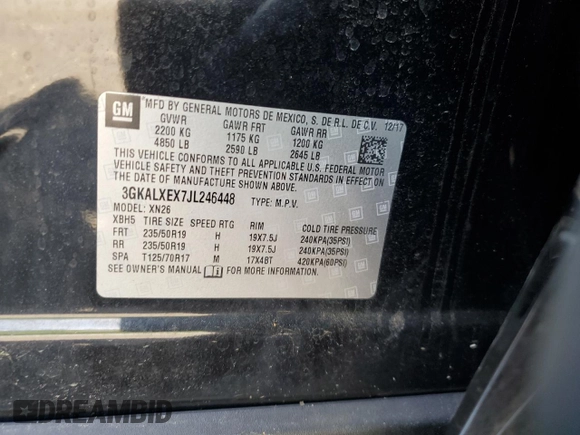 GM
MFD BY GENERAL MOTORS DE MEXICO, S. DE R.L. DE C.V. 12/17
GVWR GAWR FRT GAWR RR
2200 KG 1175 KG 1200 KG
4850 LB 2590 LB 2645 LB
THIS VEHICLE CONFORMS TO ALL APPLICABLE U.S. FEDERAL MOTOR
VEHICLE SAFETY AND THEFT PREVENTION STANDARDS IN EFFECT ON
THE DATE OF MANUFACTURE SHOWN ABOVE.
3GKALXEX7JL246448 TYPE: M.P.V.
MODEL: XN26
XBH5 TIRE SIZE SPEED RTG RIM COLD TIRE PRESSURE
FRT 235/50R19 H 19X7.5J 240KPA(35PSI)
RR 235/50R19 H 19X7.5J 240KPA(35PSI)
SPA T125/70R17 M 17X4BT 420KPA(60PSI)
SEE OWNER'S MANUAL FOR MORE INFORMATION.
DREAMBID